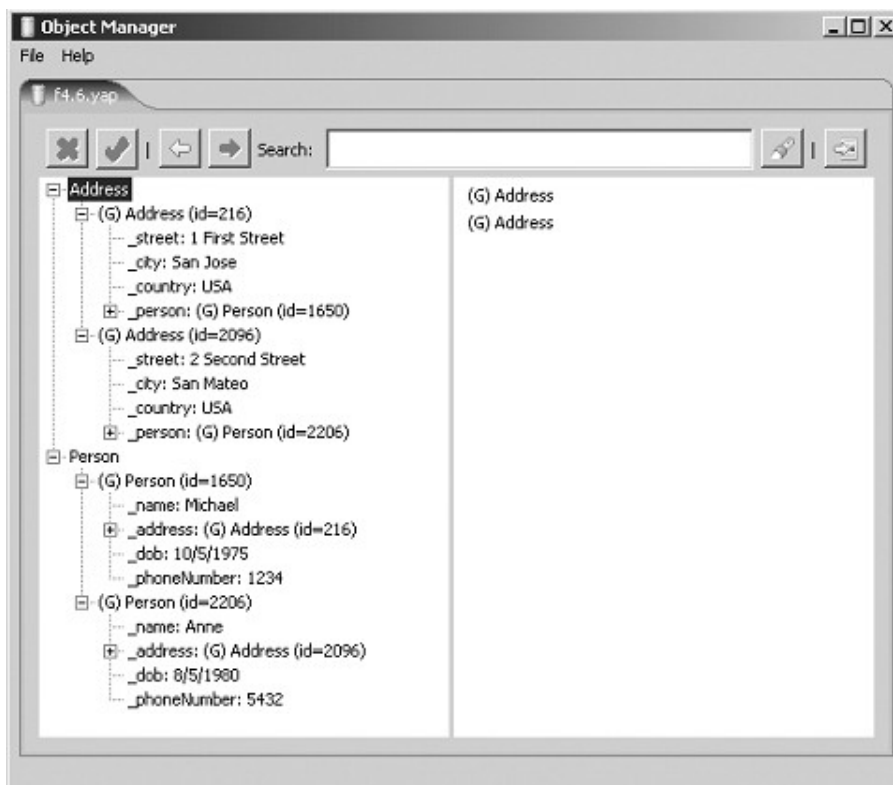 Object Manager
File Help
f4.6.yap
Search:
Address
(G) Address (id=216)
_street: 1 First Street
_city: San Jose
_country: USA
_person: (G) Person (id=1650)
(G) Address (id=2096)
_street: 2 Second Street
_city: San Mateo
_country: USA
_person: (G) Person (id=2206)
Person
(G) Person (id=1650)
_name: Michael
_address: (G) Address (id=216)
_dob: 10/5/1975
_phoneNumber: 1234
(G) Person (id=2206)
_name: Anne
_address: (G) Address (id=2096)
_dob: 8/5/1980
_phoneNumber: 5432
(G) Address
(G) Address